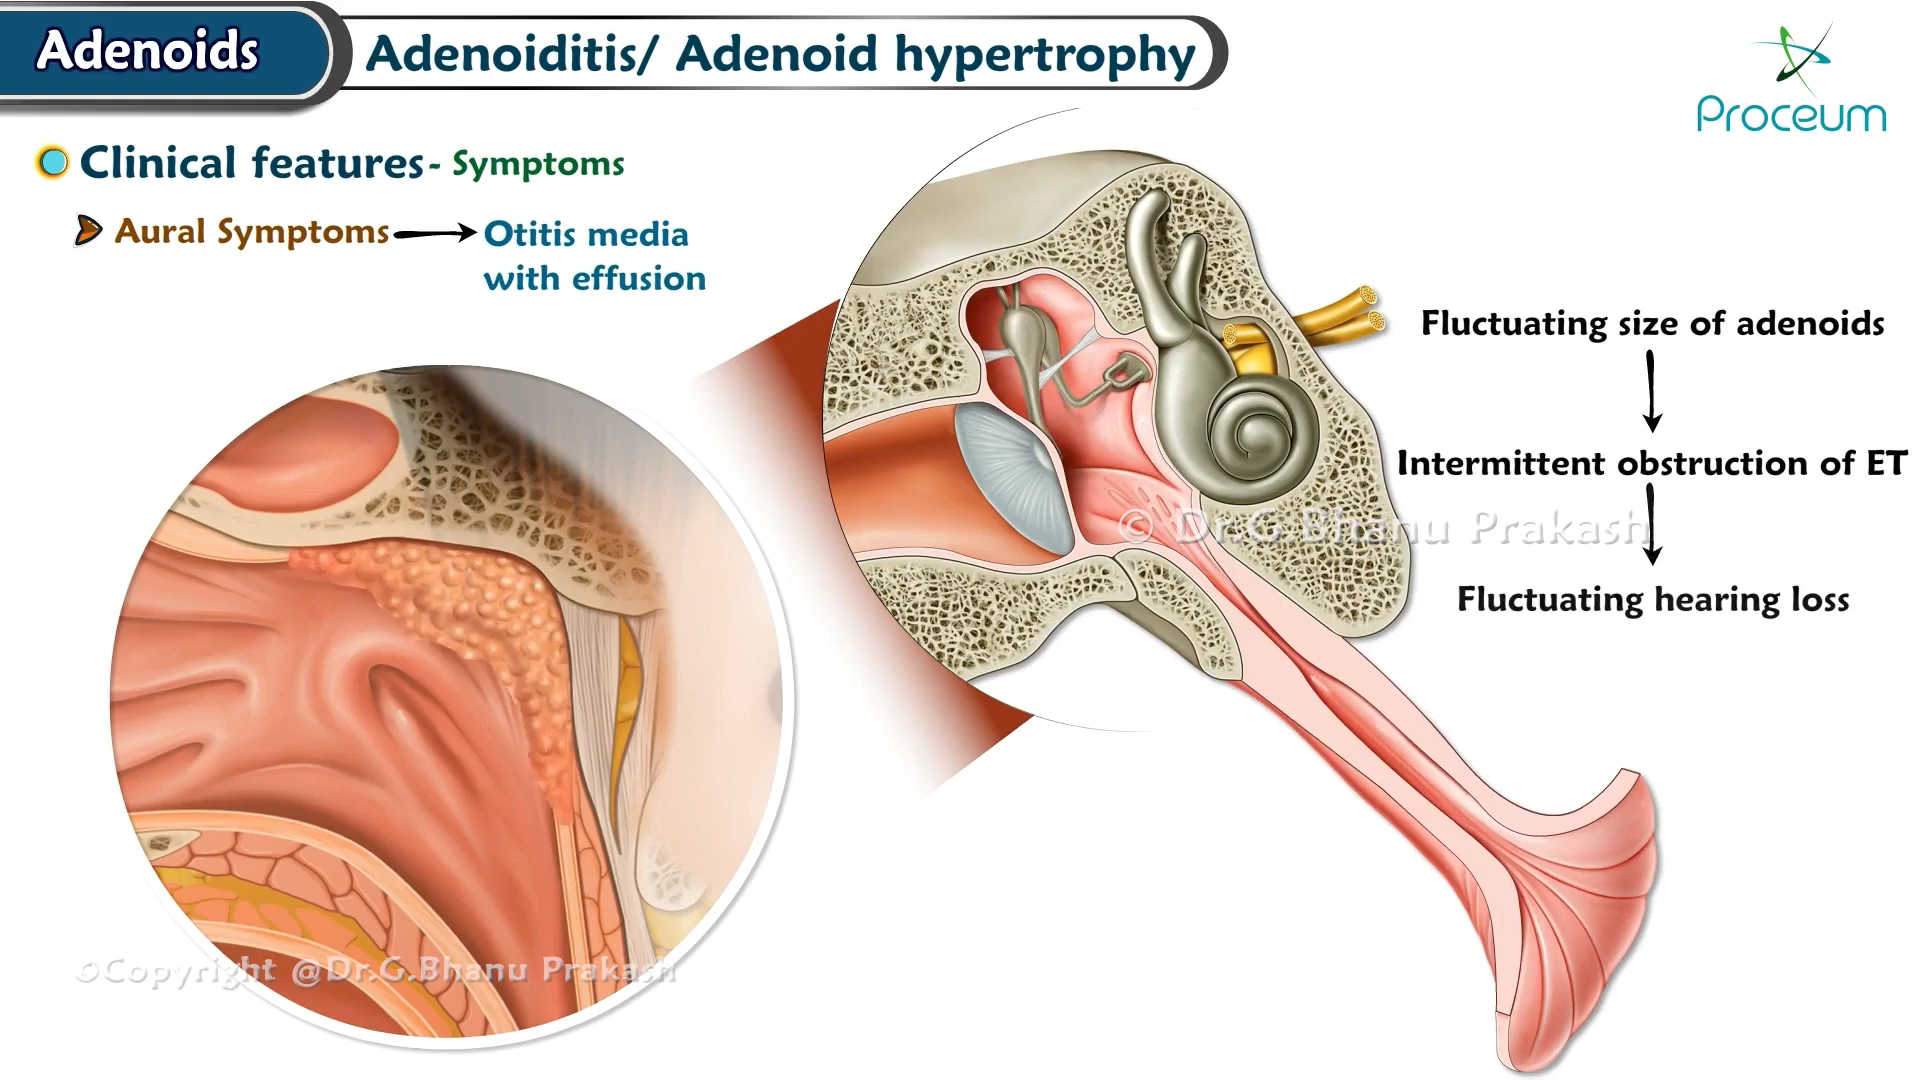 Adenoids
Adenoiditis/ Adenoid hypertrophy
Proceum
Clinical features - Symptoms
Aural Symptoms
Otitis media
with effusion
Fluctuating size of adenoids
Intermittent obstruction of ET
© Dr.G.Bhanu Prakash
Fluctuating hearing loss
©Copyright @Dr.G.Bhanu Prakash